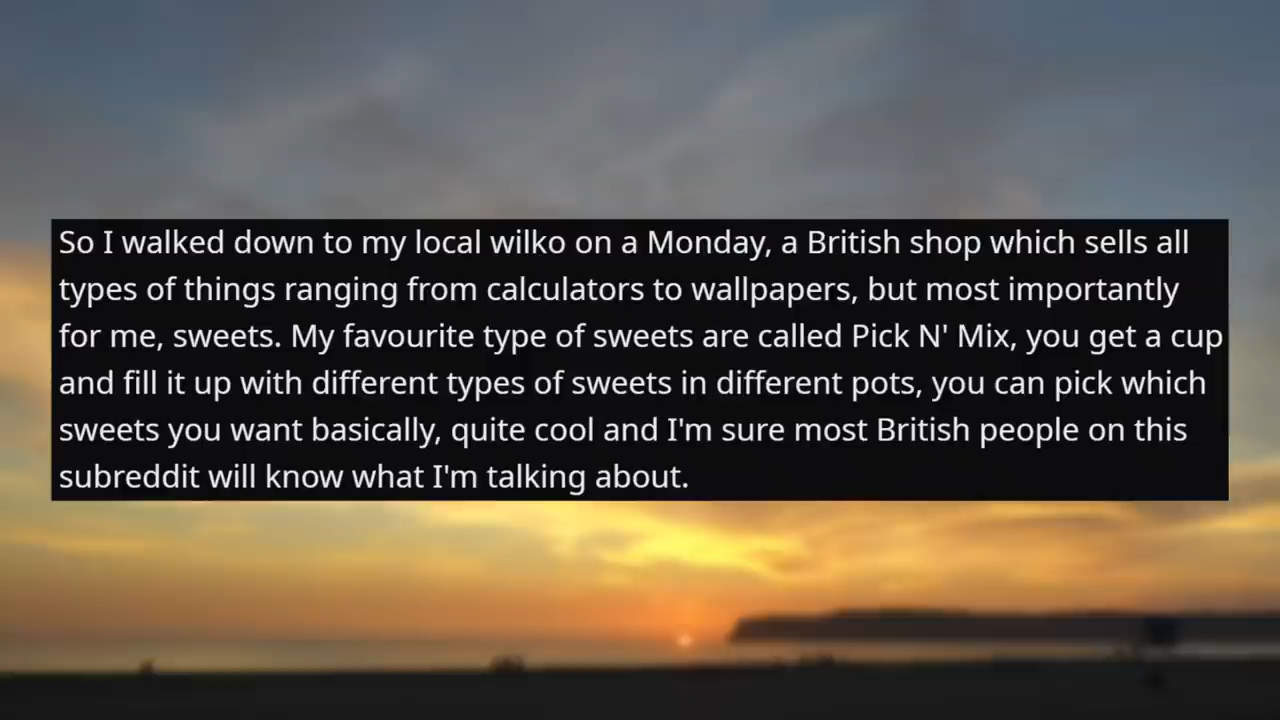 So I walked down to my local wilko on a Monday, a British shop which sells all
types of things ranging from calculators to wallpapers, but most importantly
for me, sweets. My favourite type of sweets are called Pick N' Mix, you get a cup
and fill it up with different types of sweets in different pots, you can pick which
sweets you want basically, quite cool and I'm sure most British people on this
subreddit will know what I'm talking about.